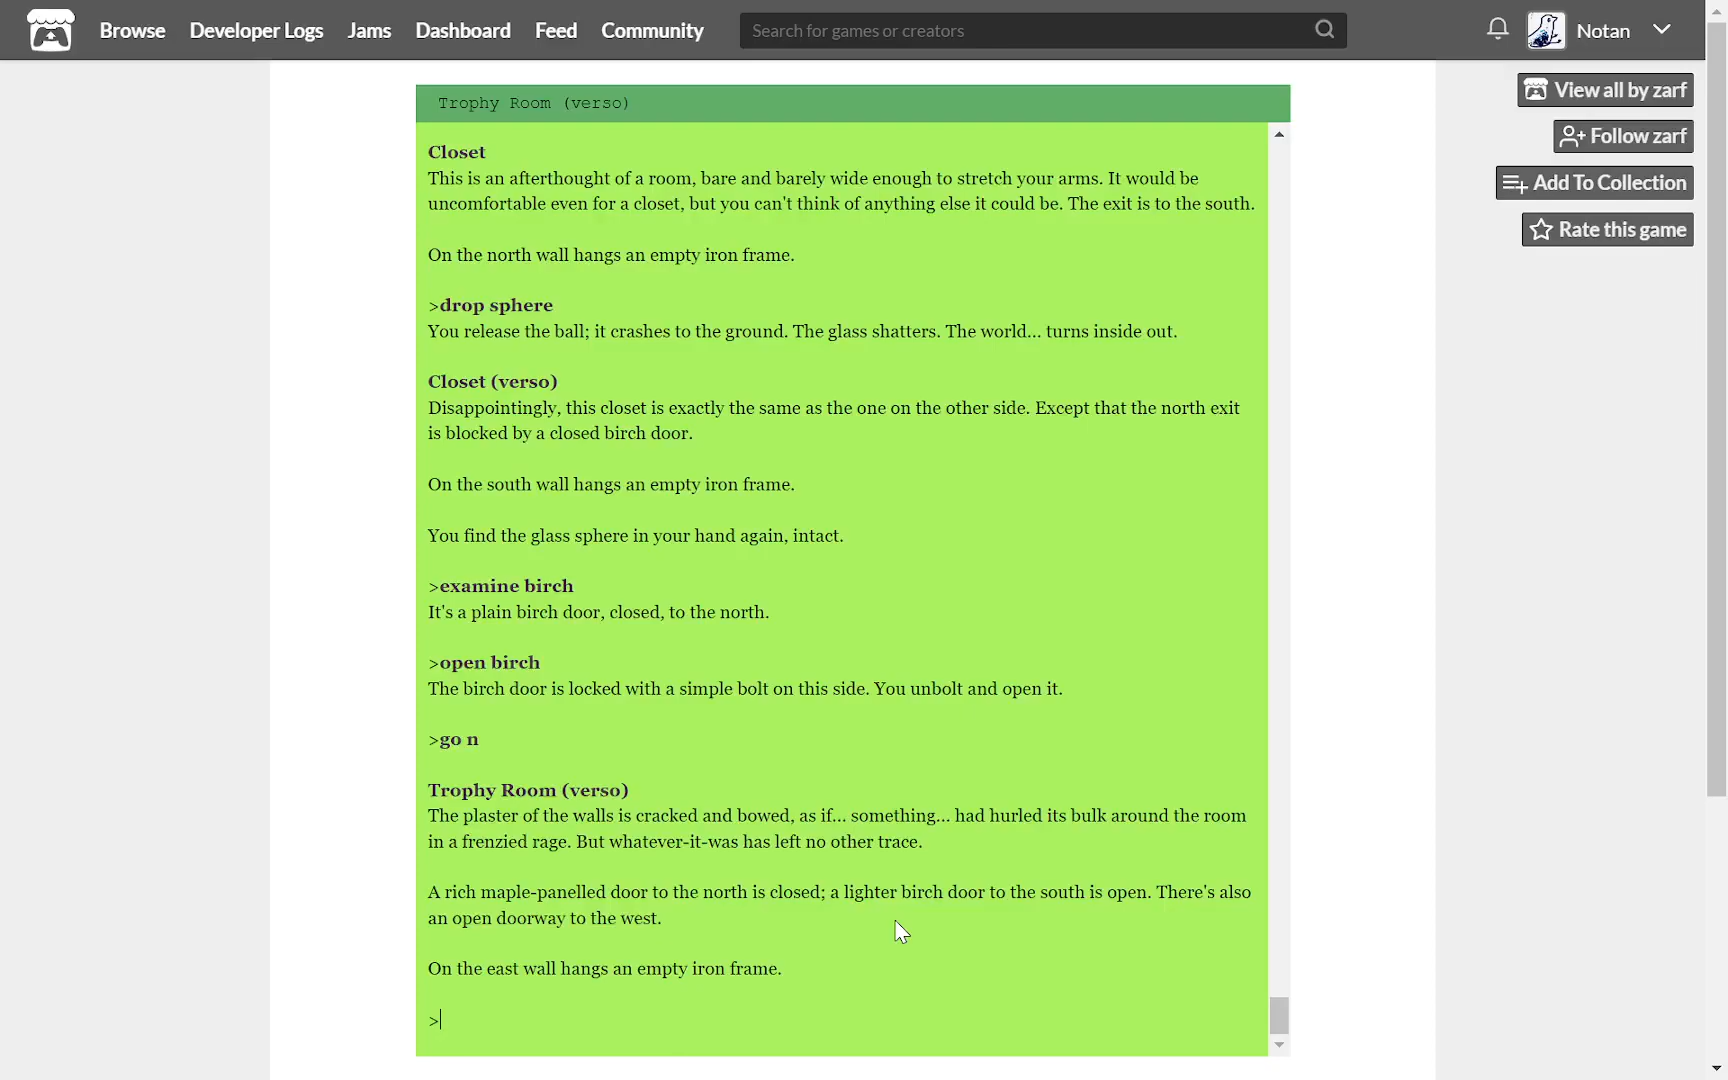 Browse Developer Logs Jams Dashboard Feed Community Search for games or creators Notan
View all by zarf
Follow zarf
Add To Collection
Rate this game
Trophy Room (verso)
Closet
This is an afterthought of a room, bare and barely wide enough to stretch your arms. It would be
uncomfortable even for a closet, but you can't think of anything else it could be. The exit is to the south.
On the north wall hangs an empty iron frame.
>drop sphere
You release the ball; it crashes to the ground. The glass shatters. The world... turns inside out.
Closet (verso)
Disappointingly, this closet is exactly the same as the one on the other side. Except that the north exit
is blocked by a closed birch door.
On the south wall hangs an empty iron frame.
You find the glass sphere in your hand again, intact.
>examine birch
It's a plain birch door, closed, to the north.
>open birch
The birch door is locked with a simple bolt on this side. You unbolt and open it.
>go n
Trophy Room (verso)
The plaster of the walls is cracked and bowed, as if... something... had hurled its bulk around the room
in a frenzied rage. But whatever-it-was has left no other trace.
A rich maple-panelled door to the north is closed; a lighter birch door to the south is open. There's also
an open doorway to the west.
On the east wall hangs an empty iron frame.
>